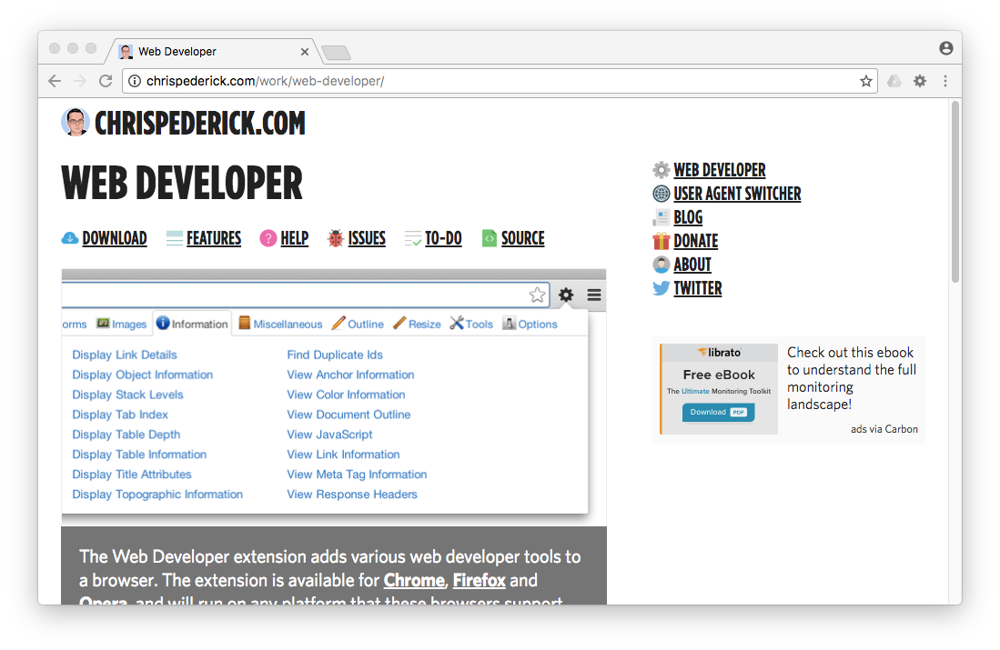 Web Developer
chrispederick.com/work/web-developer/
CHRISPEDERICK.COM
WEB DEVELOPER
DOWNLOAD FEATURES HELP ISSUES TO-DO SOURCE
orms Images Information Miscellaneous Outline Resize Tools Options
Display Link Details
Display Object Information
Display Stack Levels
Display Tab Index
Display Table Depth
Display Table Information
Display Title Attributes
Display Topographic Information
Find Duplicate Ids
View Anchor Information
View Color Information
View Document Outline
View JavaScript
View Link Information
View Meta Tag Information
View Response Headers
The Web Developer extension adds various web developer tools to
a browser. The extension is available for Chrome, Firefox and
Opera, and will run on any platform that these browsers support
WEB DEVELOPER
USER AGENT SWITCHER
BLOG
DONATE
ABOUT
TWITTER
librato
Free eBook
The Ultimate Monitoring Toolkit
Download PDF
Check out this ebook
to understand the full
monitoring
landscape!
ads via Carbon